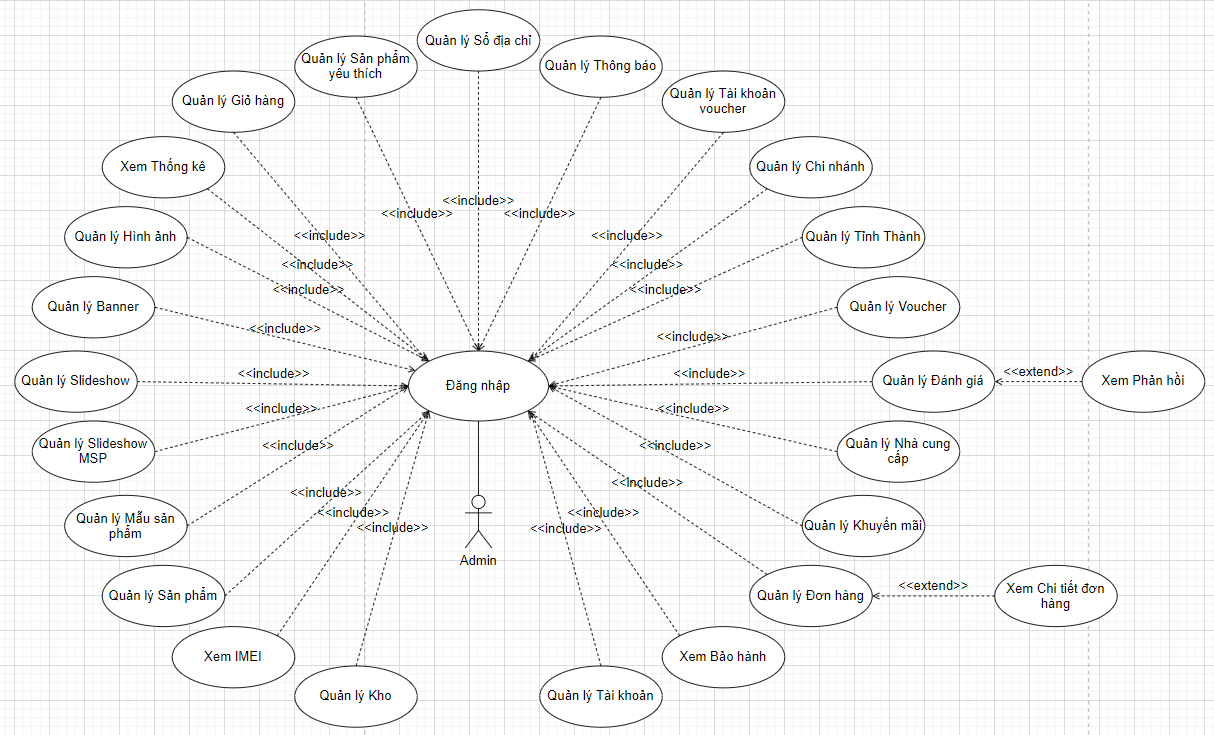 Quản lý Sổ địa chỉ
Quản lý Sản phẩm
yêu thích
Quản lý Thông báo
Quản lý Giỏ hàng
Quản lý Tài khoản
voucher
Xem Thống kê
Quản lý Chi nhánh
<<include>>
<<include>>
<<include>>
Quản lý Hình ảnh
<<include>>
<<include>>
Quản lý Tỉnh Thành
<<include>>
<<include>>
<<include>>
<<include>>
Quản lý Banner
<<include>>
<<include>>
Quản lý Voucher
Quản lý Slideshow
<<include>>
Đăng nhập
<<include>>
Quản lý Đánh giá
<<extend>>
Xem Phản hồi
<<include>>
<<include>>
Quản lý Slideshow
MSP
<<include>>
<<include>>
Quản lý Nhà cung
cấp
<<include>>
<<include>>
Quản lý Mẫu sản
phẩm
<<include>>
<<include>>
<<include>>
<<include>>
Quản lý Khuyến mãi
Admin
Quản lý Sản phẩm
Quản lý Đơn hàng
<<extend>>
Xem Chi tiết đơn
hàng
Xem IMEI
Xem Bảo hành
Quản lý Kho
Quản lý Tài khoản